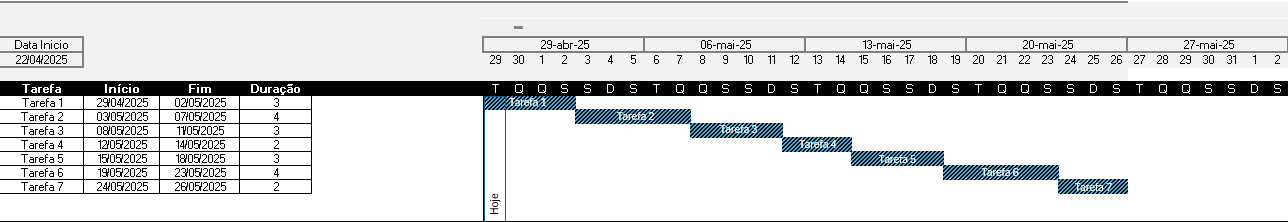 Data Inicio 29-abr-25 06-mai-25 13-mai-25 20-mai-25 27-mai-25
22/04/2025 29 30 1 2 3 4 5 6 7 8 9 10 11 12 13 14 15 16 17 18 19 20 21 22 23 24 25 26 27 28 29 30 31 1 2
Tarefa Início Fim Duração T Q Q S S D S T Q Q S S D S T Q Q S S D S T Q Q S S D S T Q Q S S D S
Tarefa 1 29/04/2025 02/05/2025 3 Tarefa 1
Tarefa 2 03/05/2025 07/05/2025 4 Tarefa 2
Tarefa 3 08/05/2025 11/05/2025 3 Tarefa 3
Tarefa 4 12/05/2025 14/05/2025 2 Tarefa 4
Tarefa 5 15/05/2025 18/05/2025 3 Tarefa 5
Tarefa 6 19/05/2025 23/05/2025 4 Tarefa 6
Tarefa 7 24/05/2025 26/05/2025 2 Tarefa 7
Hoje